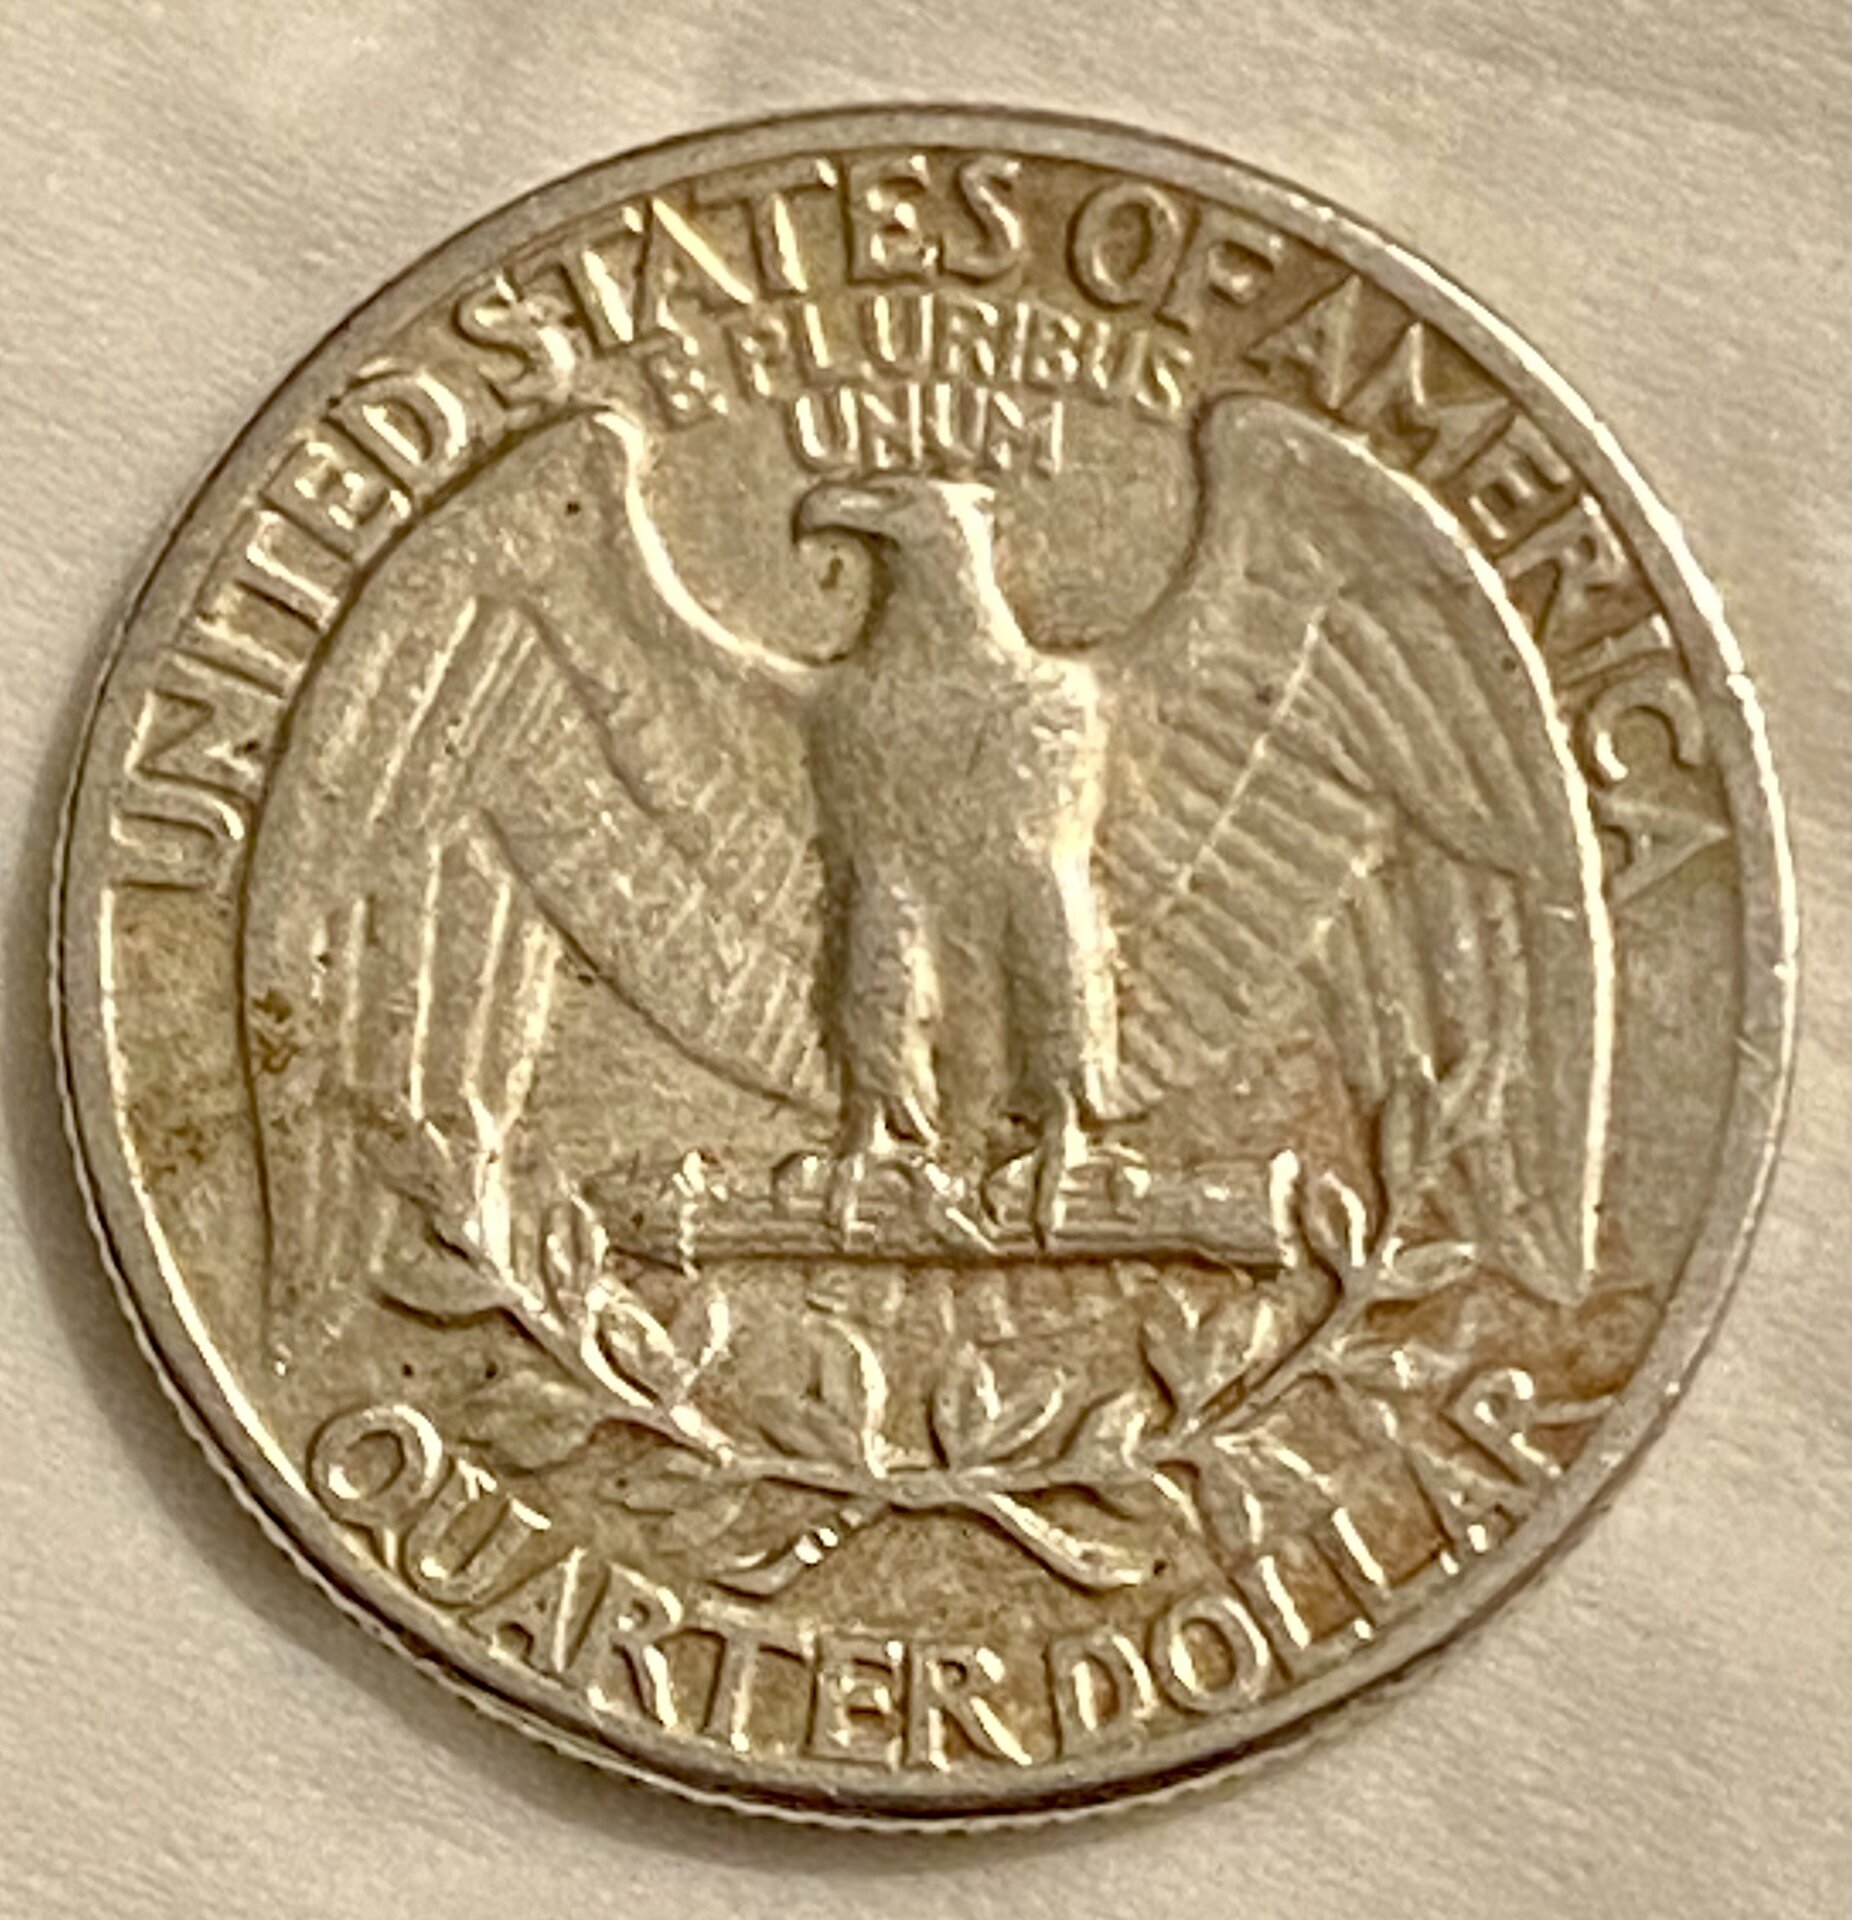 UNITED STATES OF AMERICA
E PLURIBUS
UNUM
QUARTER DOLLAR